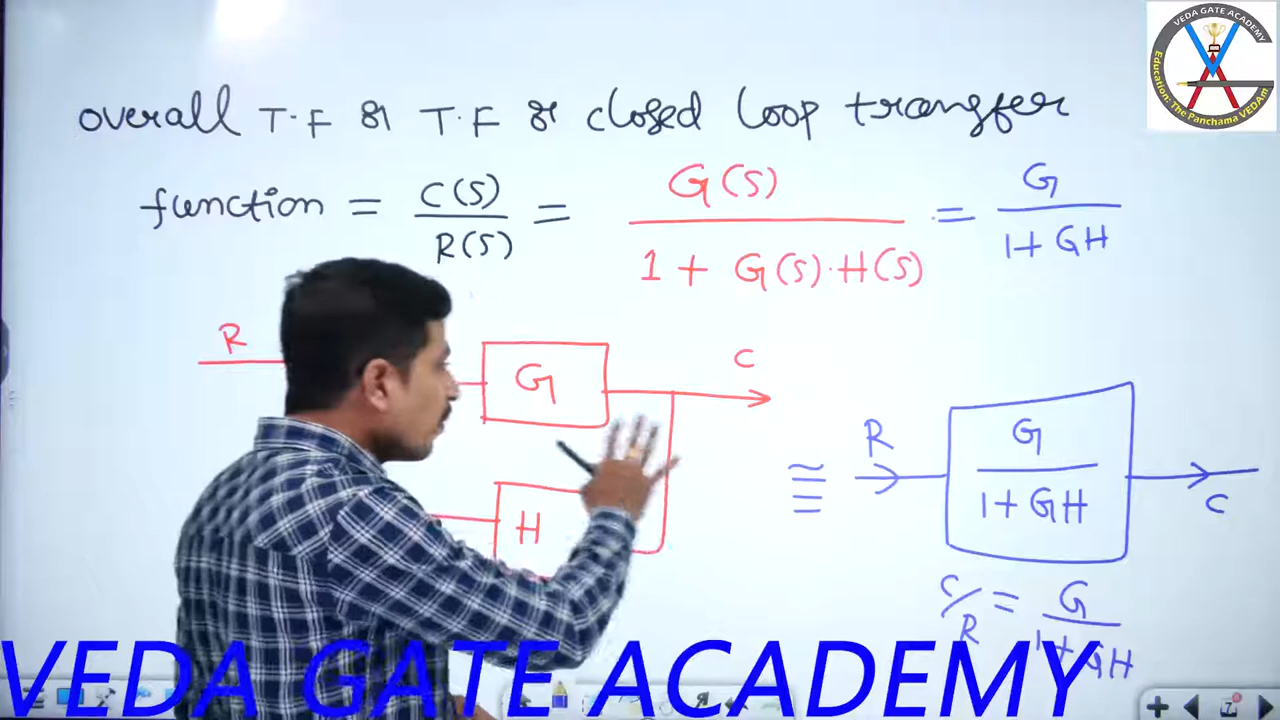 VEDA GATE ACADEMY
Education: The Panchama VEDAm
overall T.F or T.F or closed loop transfer
function = C(S)/R(S) = G(S)/1 + G(S)·H(S) = G/1+GH
R
G
C
H
≅
R
G/1+GH
C
C/R = G/1+GH
VEDA GATE ACADEMY